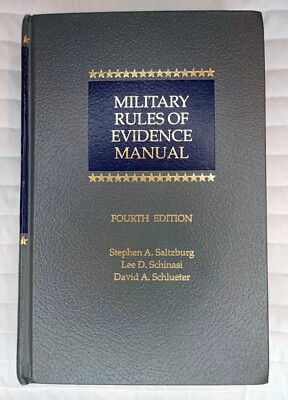 MILITARY
RULES OF
EVIDENCE
MANUAL
FOURTH EDITION
Stephen A. Saltzburg
Lee D. Schinasi
David A. Schlueter